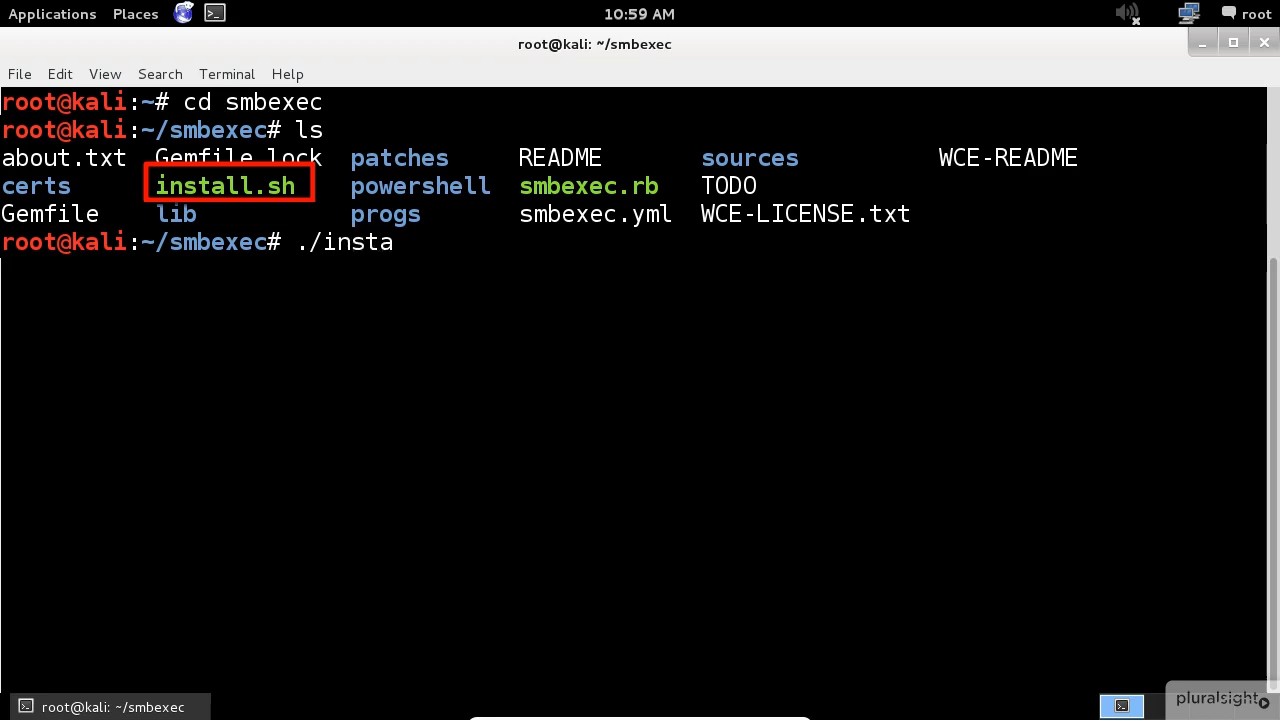 Applications Places 10:59 AM root
root@kali: ~/smbexec
File Edit View Search Terminal Help
root@kali:~# cd smbexec
root@kali:~/smbexec# ls
about.txt Gemfile.lock patches README sources WCE-README
certs install.sh powershell smbexec.rb TODO
Gemfile lib progs smbexec.yml WCE-LICENSE.txt
root@kali:~/smbexec# ./insta
root@kali: ~/smbexec
pluralsight